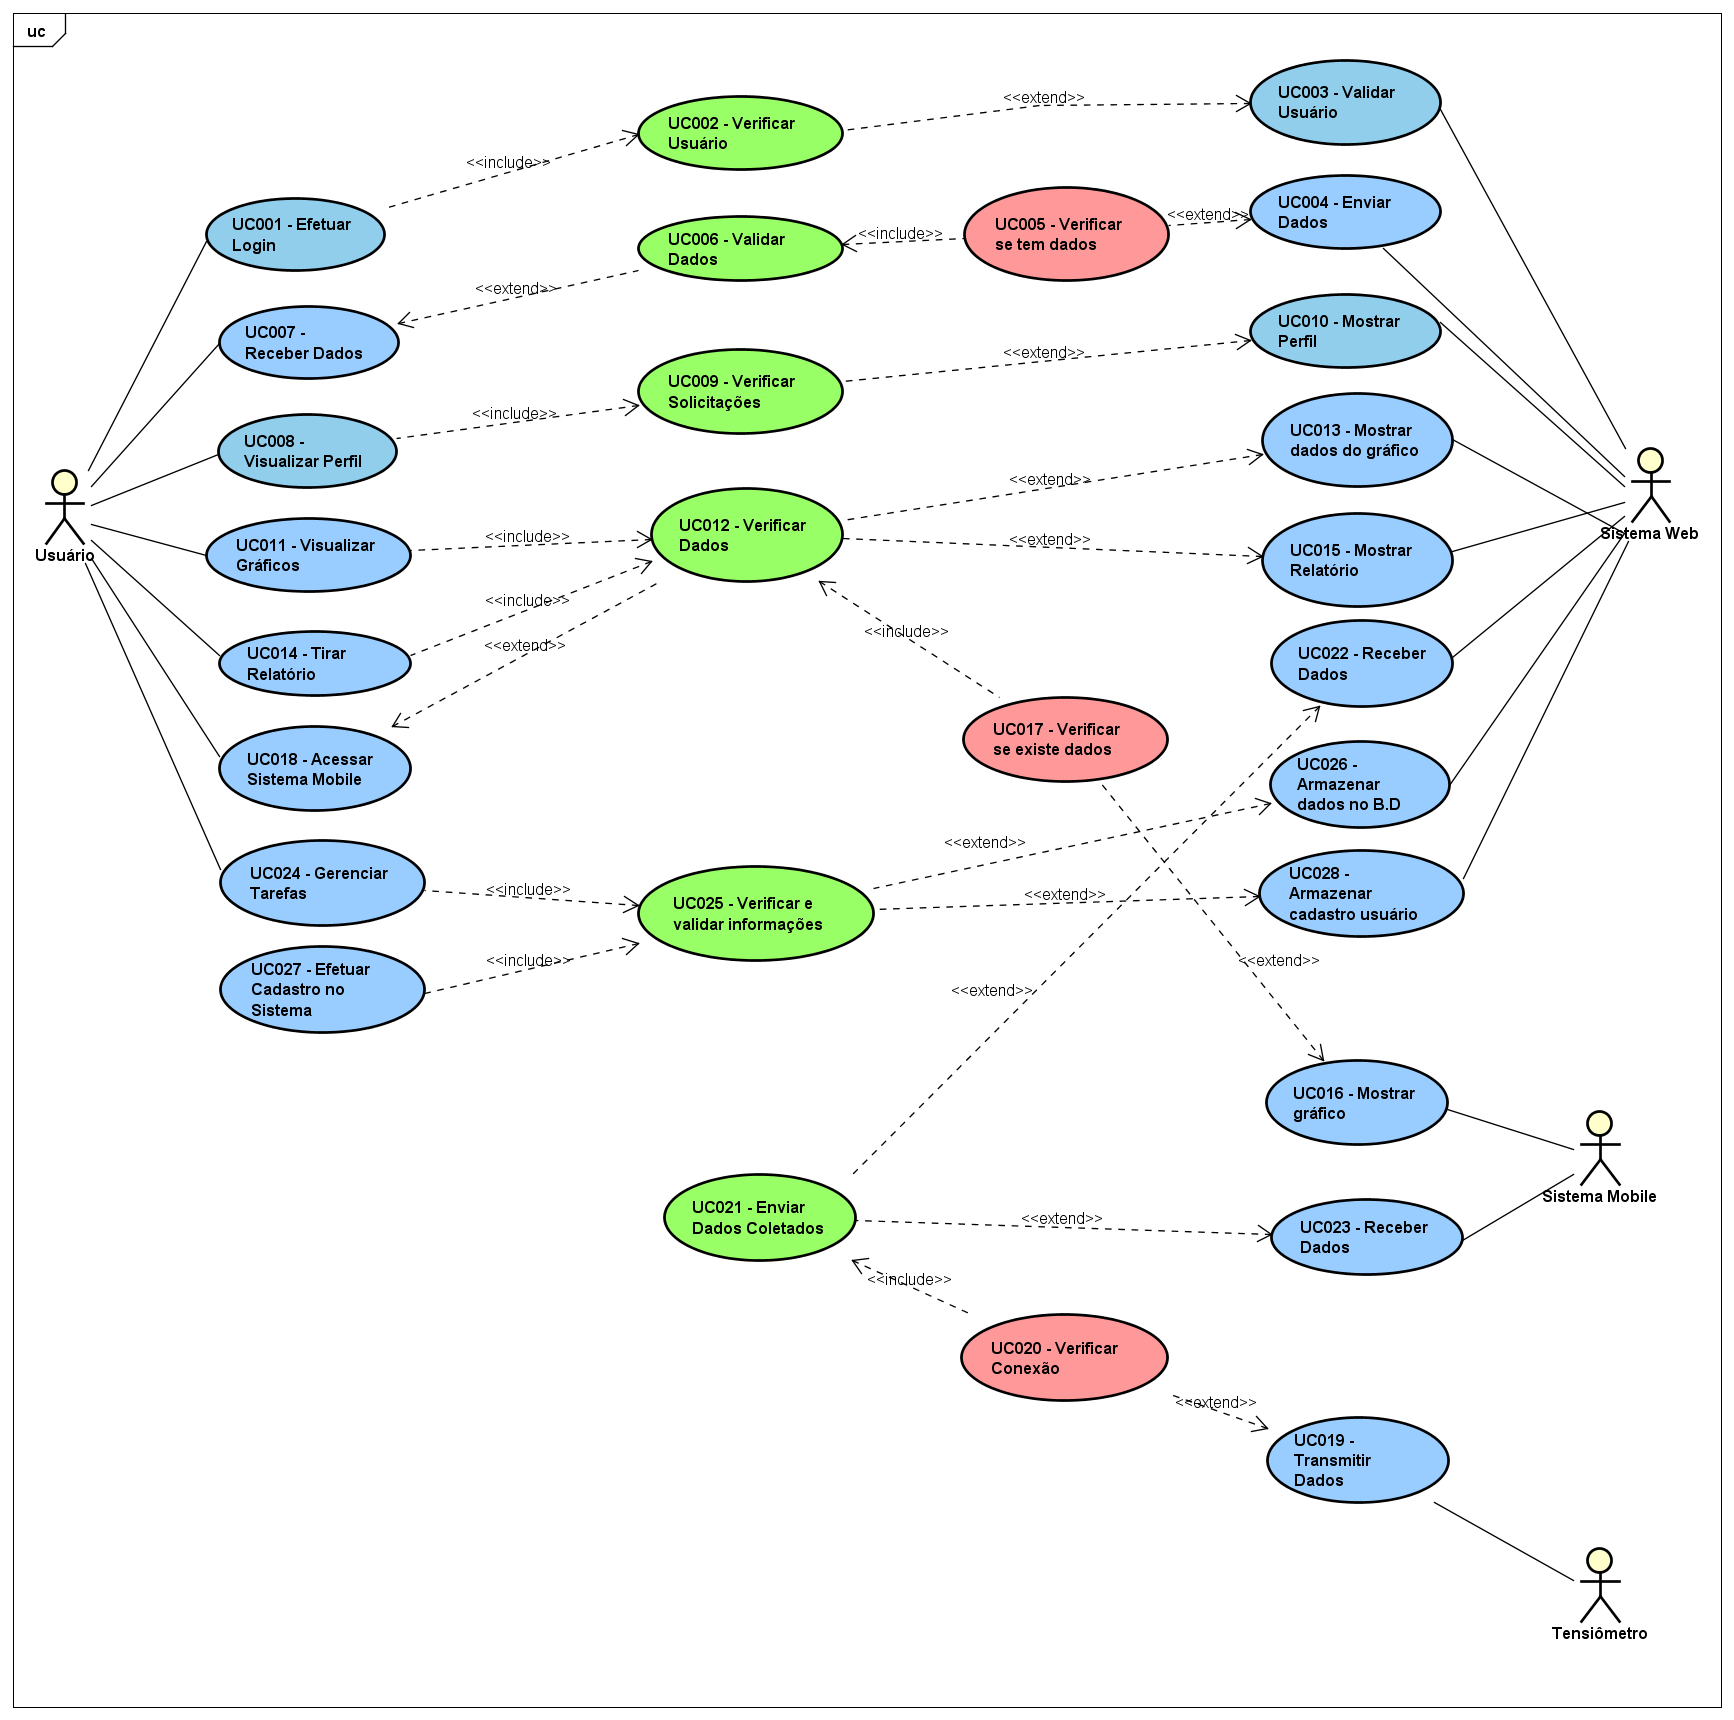 uc
<<extend>>
UC003 - Validar
Usuário
UC002 - Verificar
Usuário
<<include>>
UC001 - Efetuar
Login
UC006 - Validar
Dados
<<include>>
UC005 - Verificar
se tem dados
<<extend>>
UC004 - Enviar
Dados
<<extend>>
UC007 -
Receber Dados
UC010 - Mostrar
Perfil
<<extend>>
UC009 - Verificar
Solicitações
<<include>>
UC008 -
Visualizar Perfil
UC013 - Mostrar
dados do gráfico
<<extend>>
Usuário
Sistema Web
UC011 - Visualizar
Gráficos
<<include>>
UC012 - Verificar
Dados
<<extend>>
UC015 - Mostrar
Relatório
<<include>>
<<extend>>
<<include>>
UC014 - Tirar
Relatório
UC022 - Receber
Dados
UC017 - Verificar
se existe dados
UC018 - Acessar
Sistema Mobile
UC026 -
Armazenar
dados no B.D
<<extend>>
UC024 - Gerenciar
Tarefas
<<include>>
UC025 - Verificar e
validar informações
<<extend>>
UC028 -
Armazenar
cadastro usuário
<<include>>
<<extend>>
UC027 - Efetuar
Cadastro no
Sistema
<<extend>>
UC016 - Mostrar
gráfico
Sistema Mobile
UC021 - Enviar
Dados Coletados
<<extend>>
UC023 - Receber
Dados
<<include>>
UC020 - Verificar
Conexão
<<extend>>
UC019 -
Transmitir
Dados
Tensiômetro